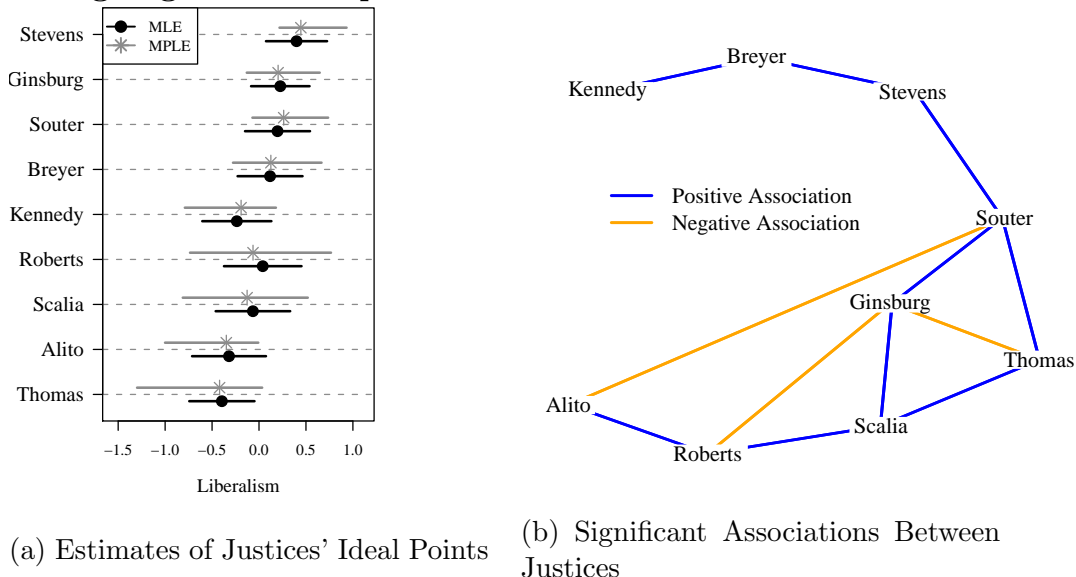 MLE
MPLE
Stevens
Ginsburg
Souter
Breyer
Kennedy
Roberts
Scalia
Alito
Thomas
−1.5 −1.0 −0.5 0.0 0.5 1.0
Liberalism
(a) Estimates of Justices' Ideal Points
Breyer
Kennedy
Stevens
Positive Association
Negative Association
Souter
Ginsburg
Thomas
Alito
Scalia
Roberts
(b) Significant Associations Between
Justices